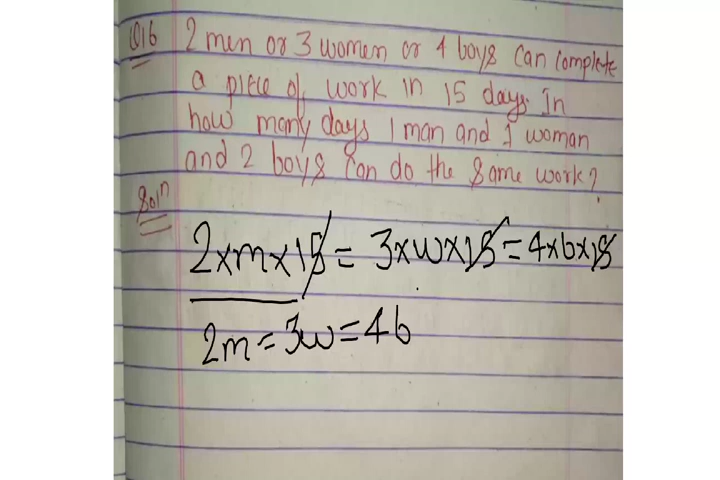 Q16 2 men or 3 women or 4 boys can complete
a piece of work in 15 days. In
how many days 1 man and 1 woman
and 2 boys can do the same work?
Solⁿ
2×m×15 = 3×w×15 = 4×b×15
2m = 3w = 4b